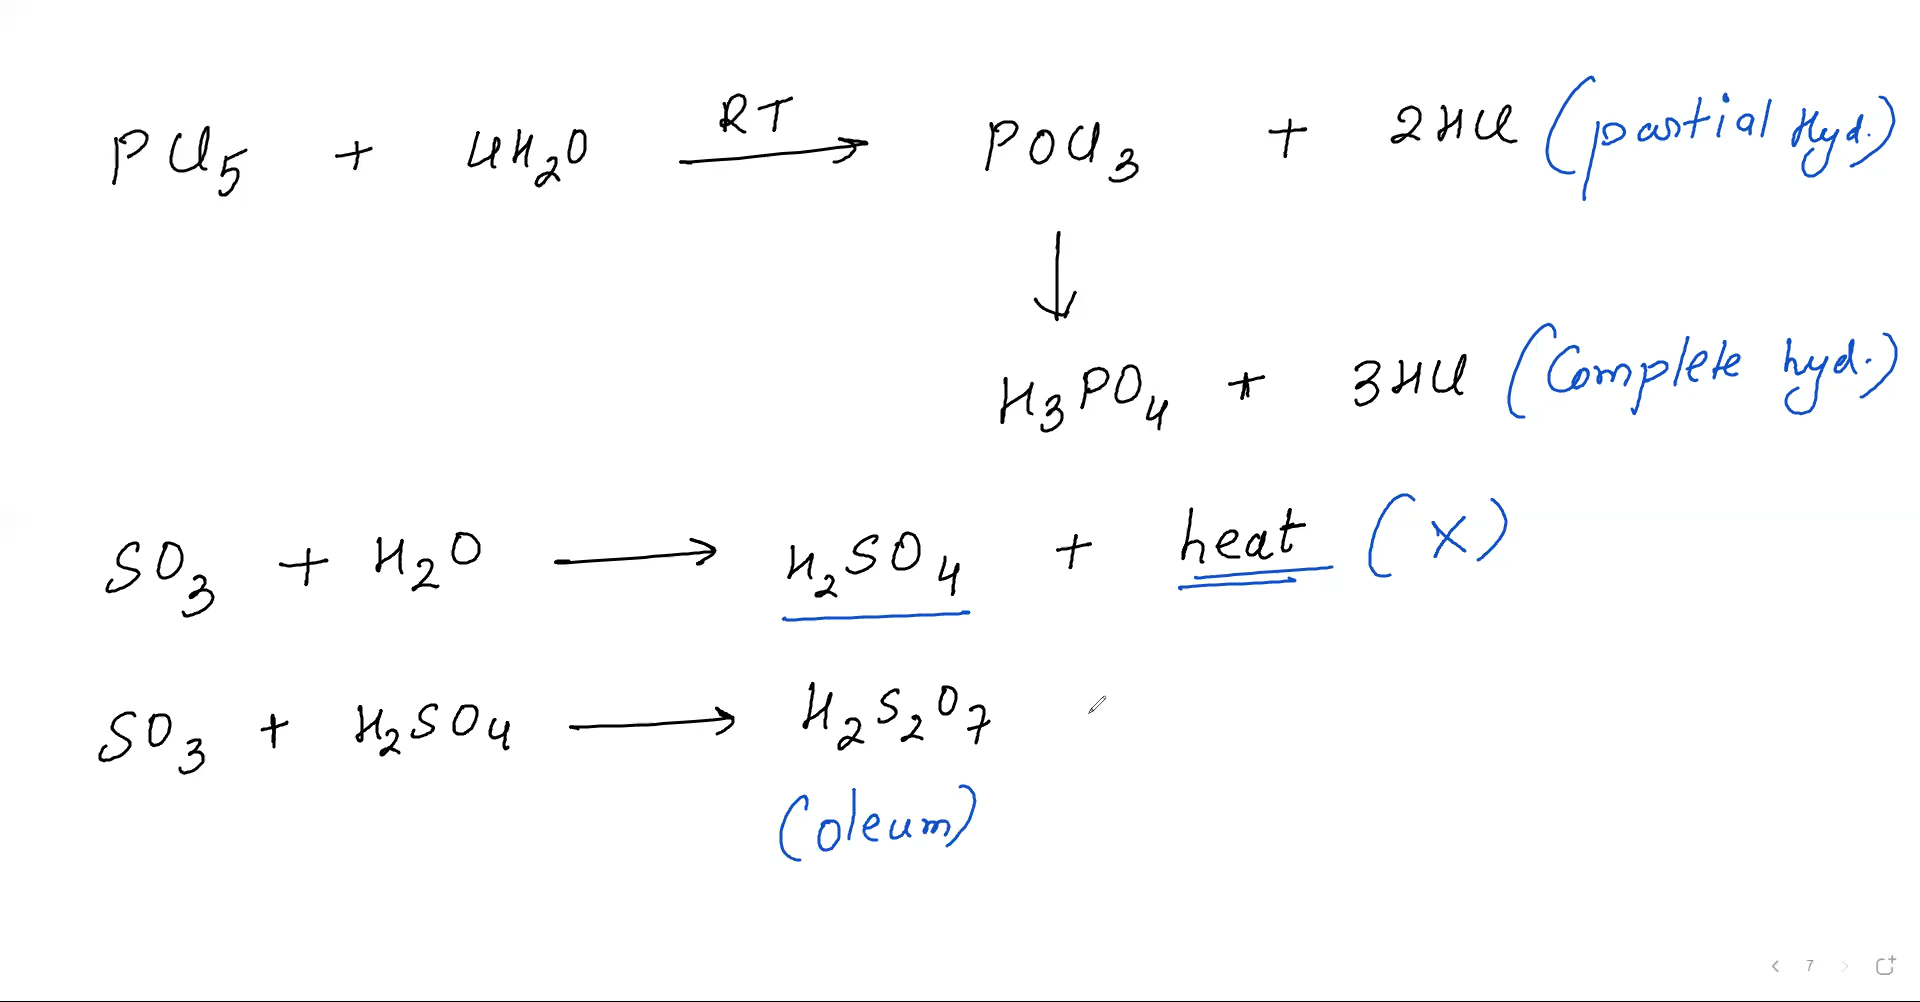 PCl₅ + 4H₂O —RT→ POCl₃ + 2HCl (partial Hyd.)
↓
H₃PO₄ + 3HCl (Complete hyd.)
SO₃ + H₂O → H₂SO₄ + heat (X)
SO₃ + H₂SO₄ → H₂S₂O₇
(oleum)
< 7 >